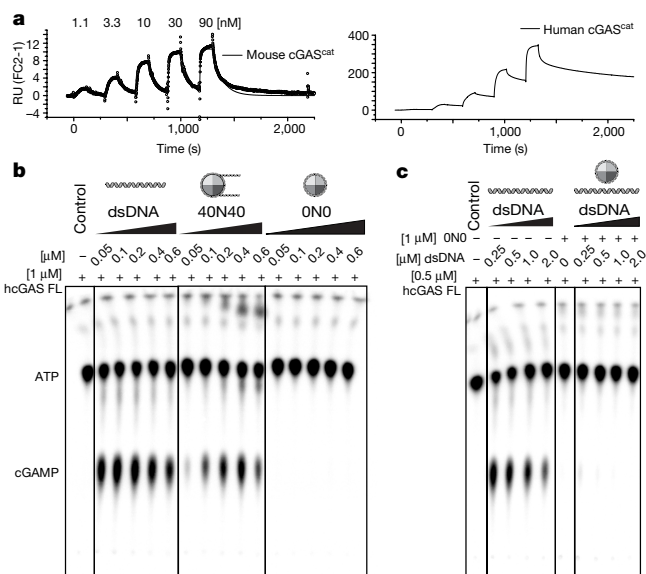 a
1.1 3.3 10 30 90 [nM]
RU (FC2-1)
12
8
4
0
−4
Mouse cGAScat
0 1,000 2,000
Time (s)
400
200
0
Human cGAScat
0 1,000 2,000
Time (s)
b
Control
dsDNA 40N40 0N0
[μM] – 0.05 0.1 0.2 0.4 0.6 0.05 0.1 0.2 0.4 0.6 0.05 0.1 0.2 0.4 0.6
[1 μM] + + + + + + + + + + + + + + + +
hcGAS FL
ATP
cGAMP
c
Control
dsDNA dsDNA
[1 μM] 0N0 – – – – – + + + + +
[μM] dsDNA – 0.25 0.5 1.0 2.0 0 0.25 0.5 1.0 2.0
[0.5 μM] + + + + + + + + + +
hcGAS FL